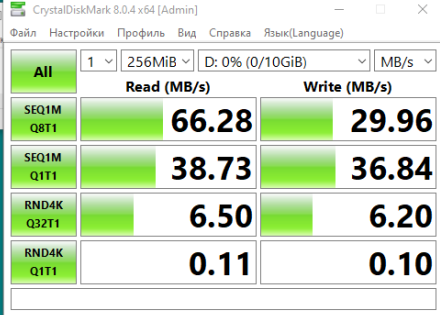 CrystalDiskMark 8.0.4 x64 [Admin]
Файл Настройки Профиль Вид Справка Язык(Language)
All 1 256MiB D: 0% (0/10GiB) MB/s
Read (MB/s) Write (MB/s)
SEQ1M
Q8T1 66.28 29.96
SEQ1M
Q1T1 38.73 36.84
RND4K
Q32T1 6.50 6.20
RND4K
Q1T1 0.11 0.10